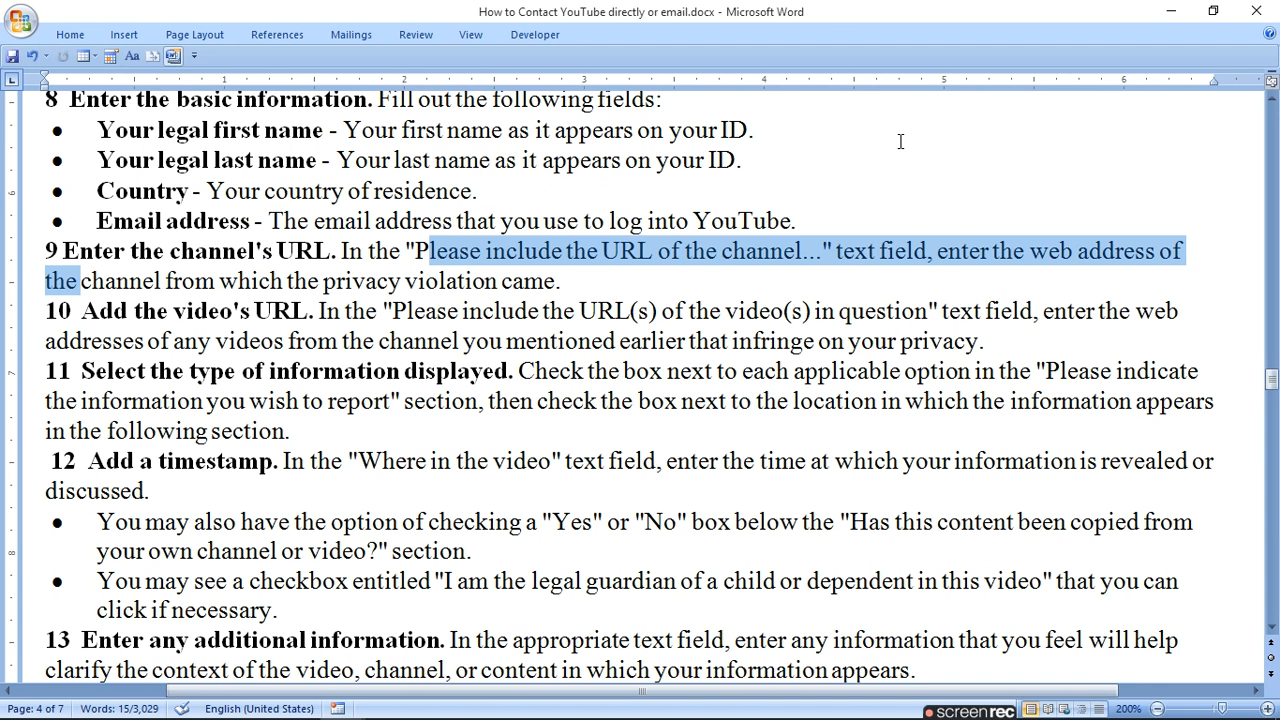 How to Contact YouTube directly or email.docx - Microsoft Word
Home Insert Page Layout References Mailings Review View Developer
Aa
L 1 2 3 4 5 6
8 Enter the basic information. Fill out the following fields:
● Your legal first name - Your first name as it appears on your ID.
● Your legal last name - Your last name as it appears on your ID.
● Country - Your country of residence.
● Email address - The email address that you use to log into YouTube.
9 Enter the channel's URL. In the "Please include the URL of the channel..." text field, enter the web address of
the channel from which the privacy violation came.
10 Add the video's URL. In the "Please include the URL(s) of the video(s) in question" text field, enter the web
addresses of any videos from the channel you mentioned earlier that infringe on your privacy.
11 Select the type of information displayed. Check the box next to each applicable option in the "Please indicate
the information you wish to report" section, then check the box next to the location in which the information appears
in the following section.
12 Add a timestamp. In the "Where in the video" text field, enter the time at which your information is revealed or
discussed.
● You may also have the option of checking a "Yes" or "No" box below the "Has this content been copied from
your own channel or video?" section.
● You may see a checkbox entitled "I am the legal guardian of a child or dependent in this video" that you can
click if necessary.
13 Enter any additional information. In the appropriate text field, enter any information that you feel will help
clarify the context of the video, channel, or content in which your information appears.
Page: 4 of 7 Words: 15/3,029 English (United States) screenrec 200%